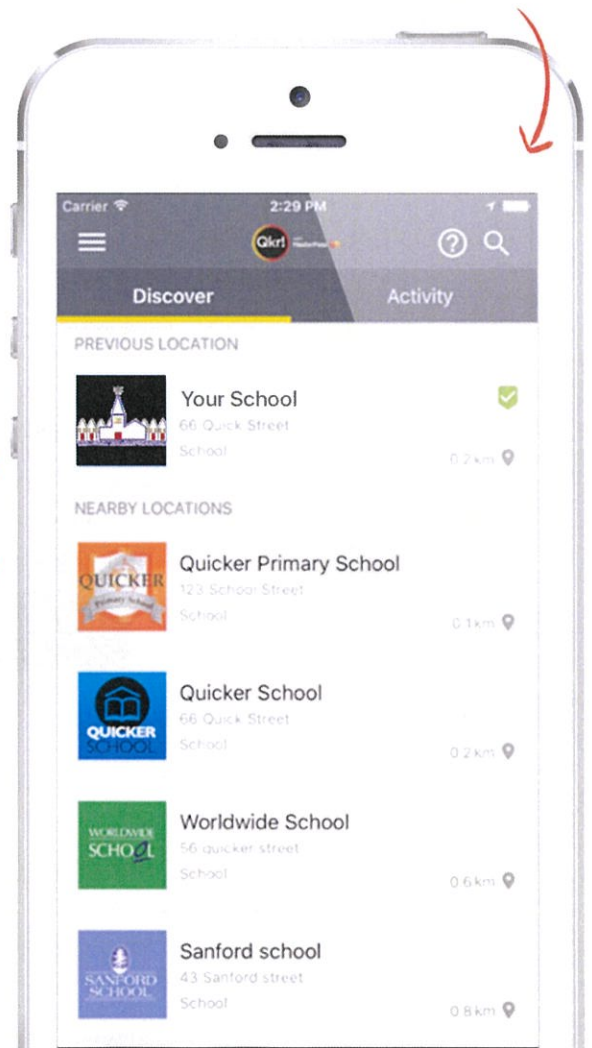 Carrier
2:29 PM
Qkr!
Discover
Activity
PREVIOUS LOCATION
Your School
66 Quick Street
School
0.2 km
NEARBY LOCATIONS
QUICKER
Primary School
Quicker Primary School
123 School Street
School
0.1 km
QUICKER
SCHOOL
Quicker School
66 Quick Street
School
0.2 km
WORLDWIDE
SCHOOL
Worldwide School
56 quicker street
School
0.6 km
SANFORD
SCHOOL
Sanford school
43 Sanford street
School
0.8 km